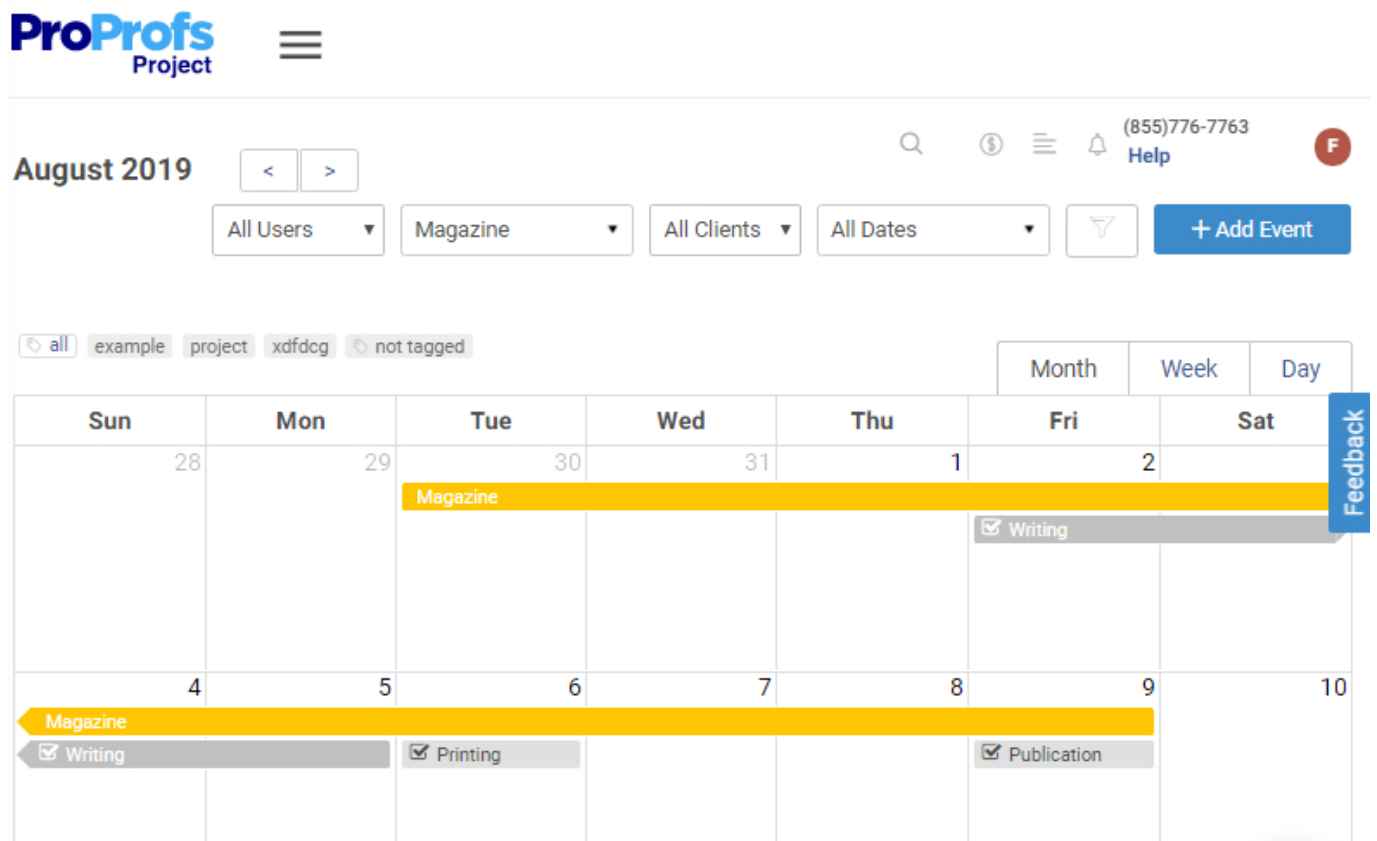 ProProfs
Project
(855)776-7763
Help
F
August 2019 < >
All Users Magazine All Clients All Dates + Add Event
all example project xdfdcg not tagged
Month Week Day
Sun Mon Tue Wed Thu Fri Sat
Feedback
28 29 30 31 1 2
Magazine
Writing
4 5 6 7 8 9 10
Magazine
Writing Printing Publication